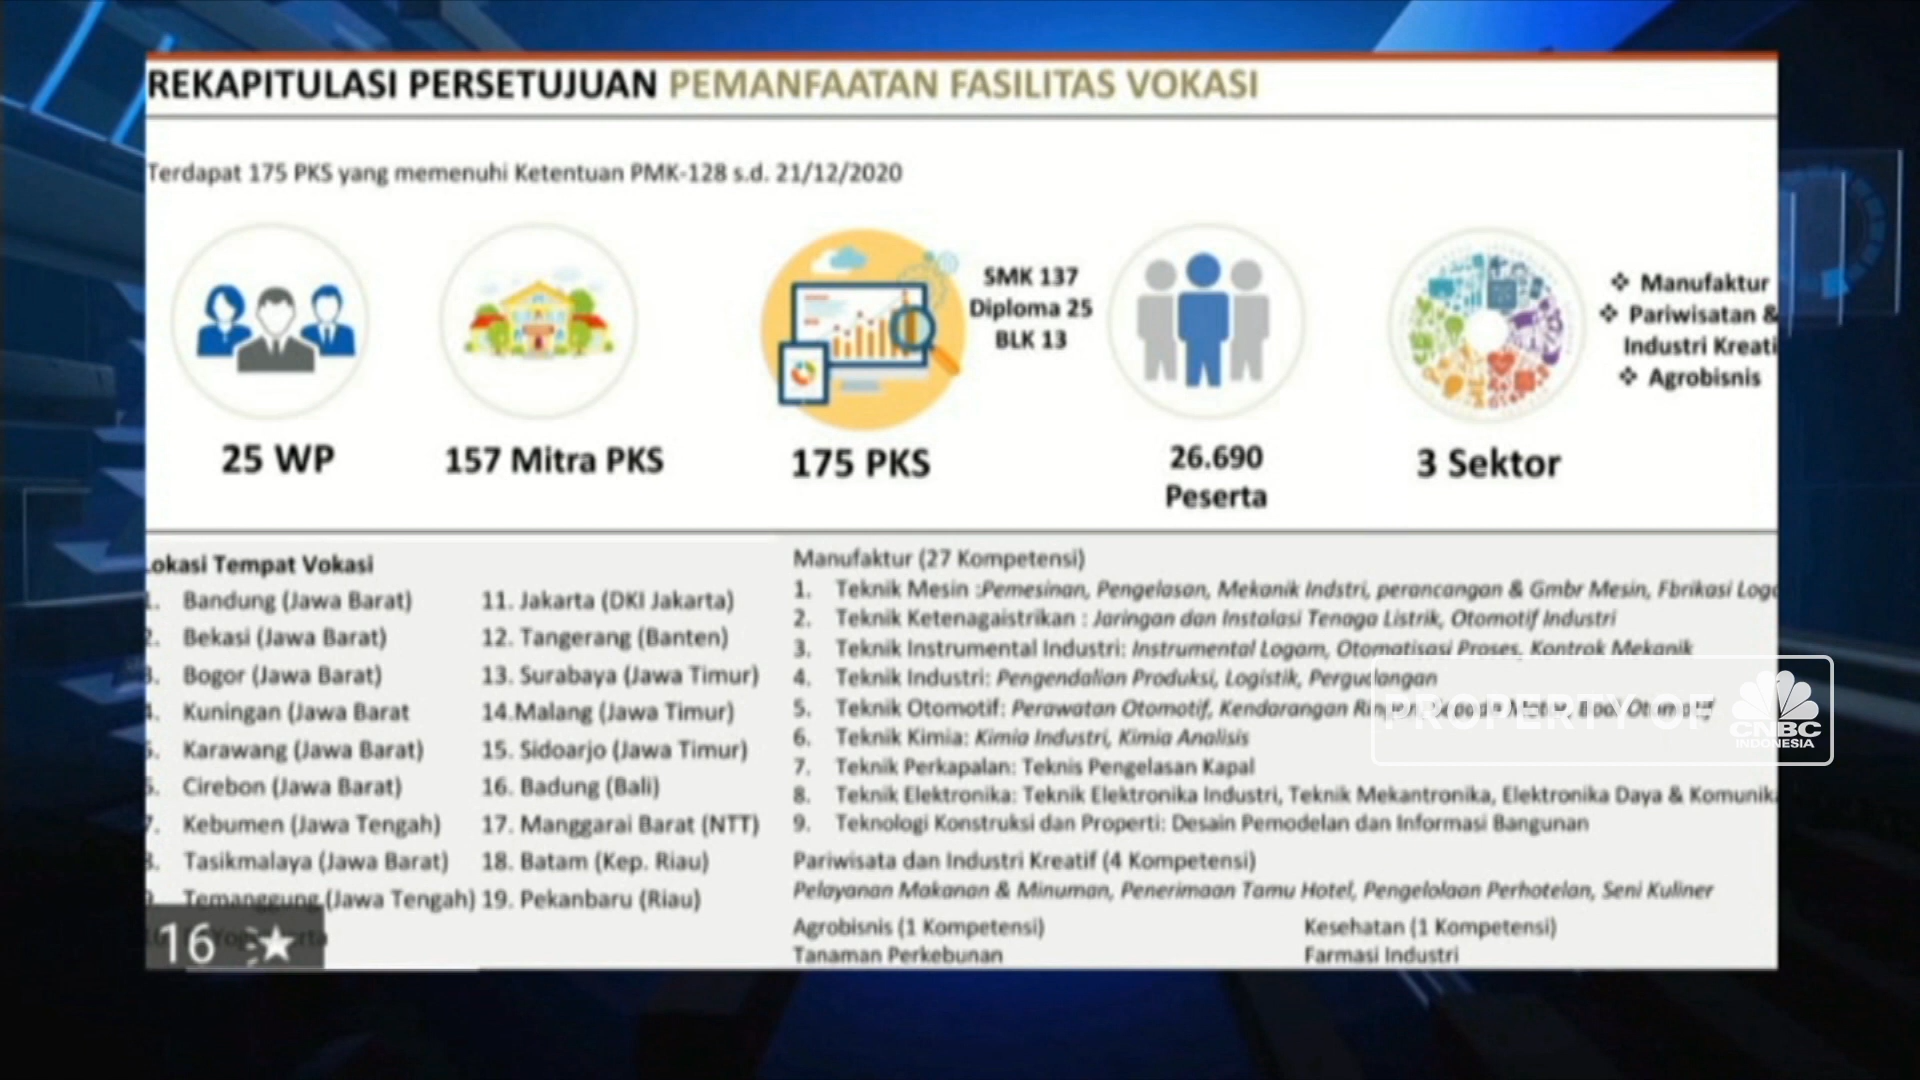 REKAPITULASI PERSETUJUAN PEMANFAATAN FASILITAS VOKASI
Terdapat 175 PKS yang memenuhi Ketentuan PMK-128 s.d. 21/12/2020
25 WP
157 Mitra PKS
175 PKS
SMK 137
Diploma 25
BLK 13
26.690
Peserta
3 Sektor
❖ Manufaktur
❖ Pariwisatan &
Industri Kreati
❖ Agrobisnis
okasi Tempat Vokasi
Bandung (Jawa Barat)
Bekasi (Jawa Barat)
Bogor (Jawa Barat)
Kuningan (Jawa Barat
Karawang (Jawa Barat)
Cirebon (Jawa Barat)
Kebumen (Jawa Tengah)
Tasikmalaya (Jawa Barat)
Temanggung (Jawa Tengah)
11. Jakarta (DKI Jakarta)
12. Tangerang (Banten)
13. Surabaya (Jawa Timur)
14.Malang (Jawa Timur)
15. Sidoarjo (Jawa Timur)
16. Badung (Bali)
17. Manggarai Barat (NTT)
18. Batam (Kep. Riau)
19. Pekanbaru (Riau)
Manufaktur (27 Kompetensi)
1. Teknik Mesin :Pemesinan, Pengelasan, Mekanik Indstri, perancangan & Gmbr Mesin, Fbrikasi Log
2. Teknik Ketenagaistrikan : Jaringan dan Instalasi Tenaga Listrik, Otomotif Industri
3. Teknik Instrumental Industri: Instrumental Logam, Otomatisasi Proses, Kontrok Mekanik
4. Teknik Industri: Pengendalian Produksi, Logistik, Pergudangan
5. Teknik Otomotif: Perawatan Otomotif, Kendarangan Otomotif
6. Teknik Kimia: Kimia Industri, Kimia Analisis
7. Teknik Perkapalan: Teknis Pengelasan Kapal
8. Teknik Elektronika: Teknik Elektronika Industri, Teknik Mekantronika, Elektronika Daya & Komunik
9. Teknologi Konstruksi dan Properti: Desain Pemodelan dan Informasi Bangunan
Pariwisata dan Industri Kreatif (4 Kompetensi)
Pelayanan Makanan & Minuman, Penerimaan Tamu Hotel, Pengelolaan Perhotelan, Seni Kuliner
Agrobisnis (1 Kompetensi)
Tanaman Perkebunan
Kesehatan (1 Kompetensi)
Farmasi Industri
16
PROPERTY OF
CNBC
INDONESIA